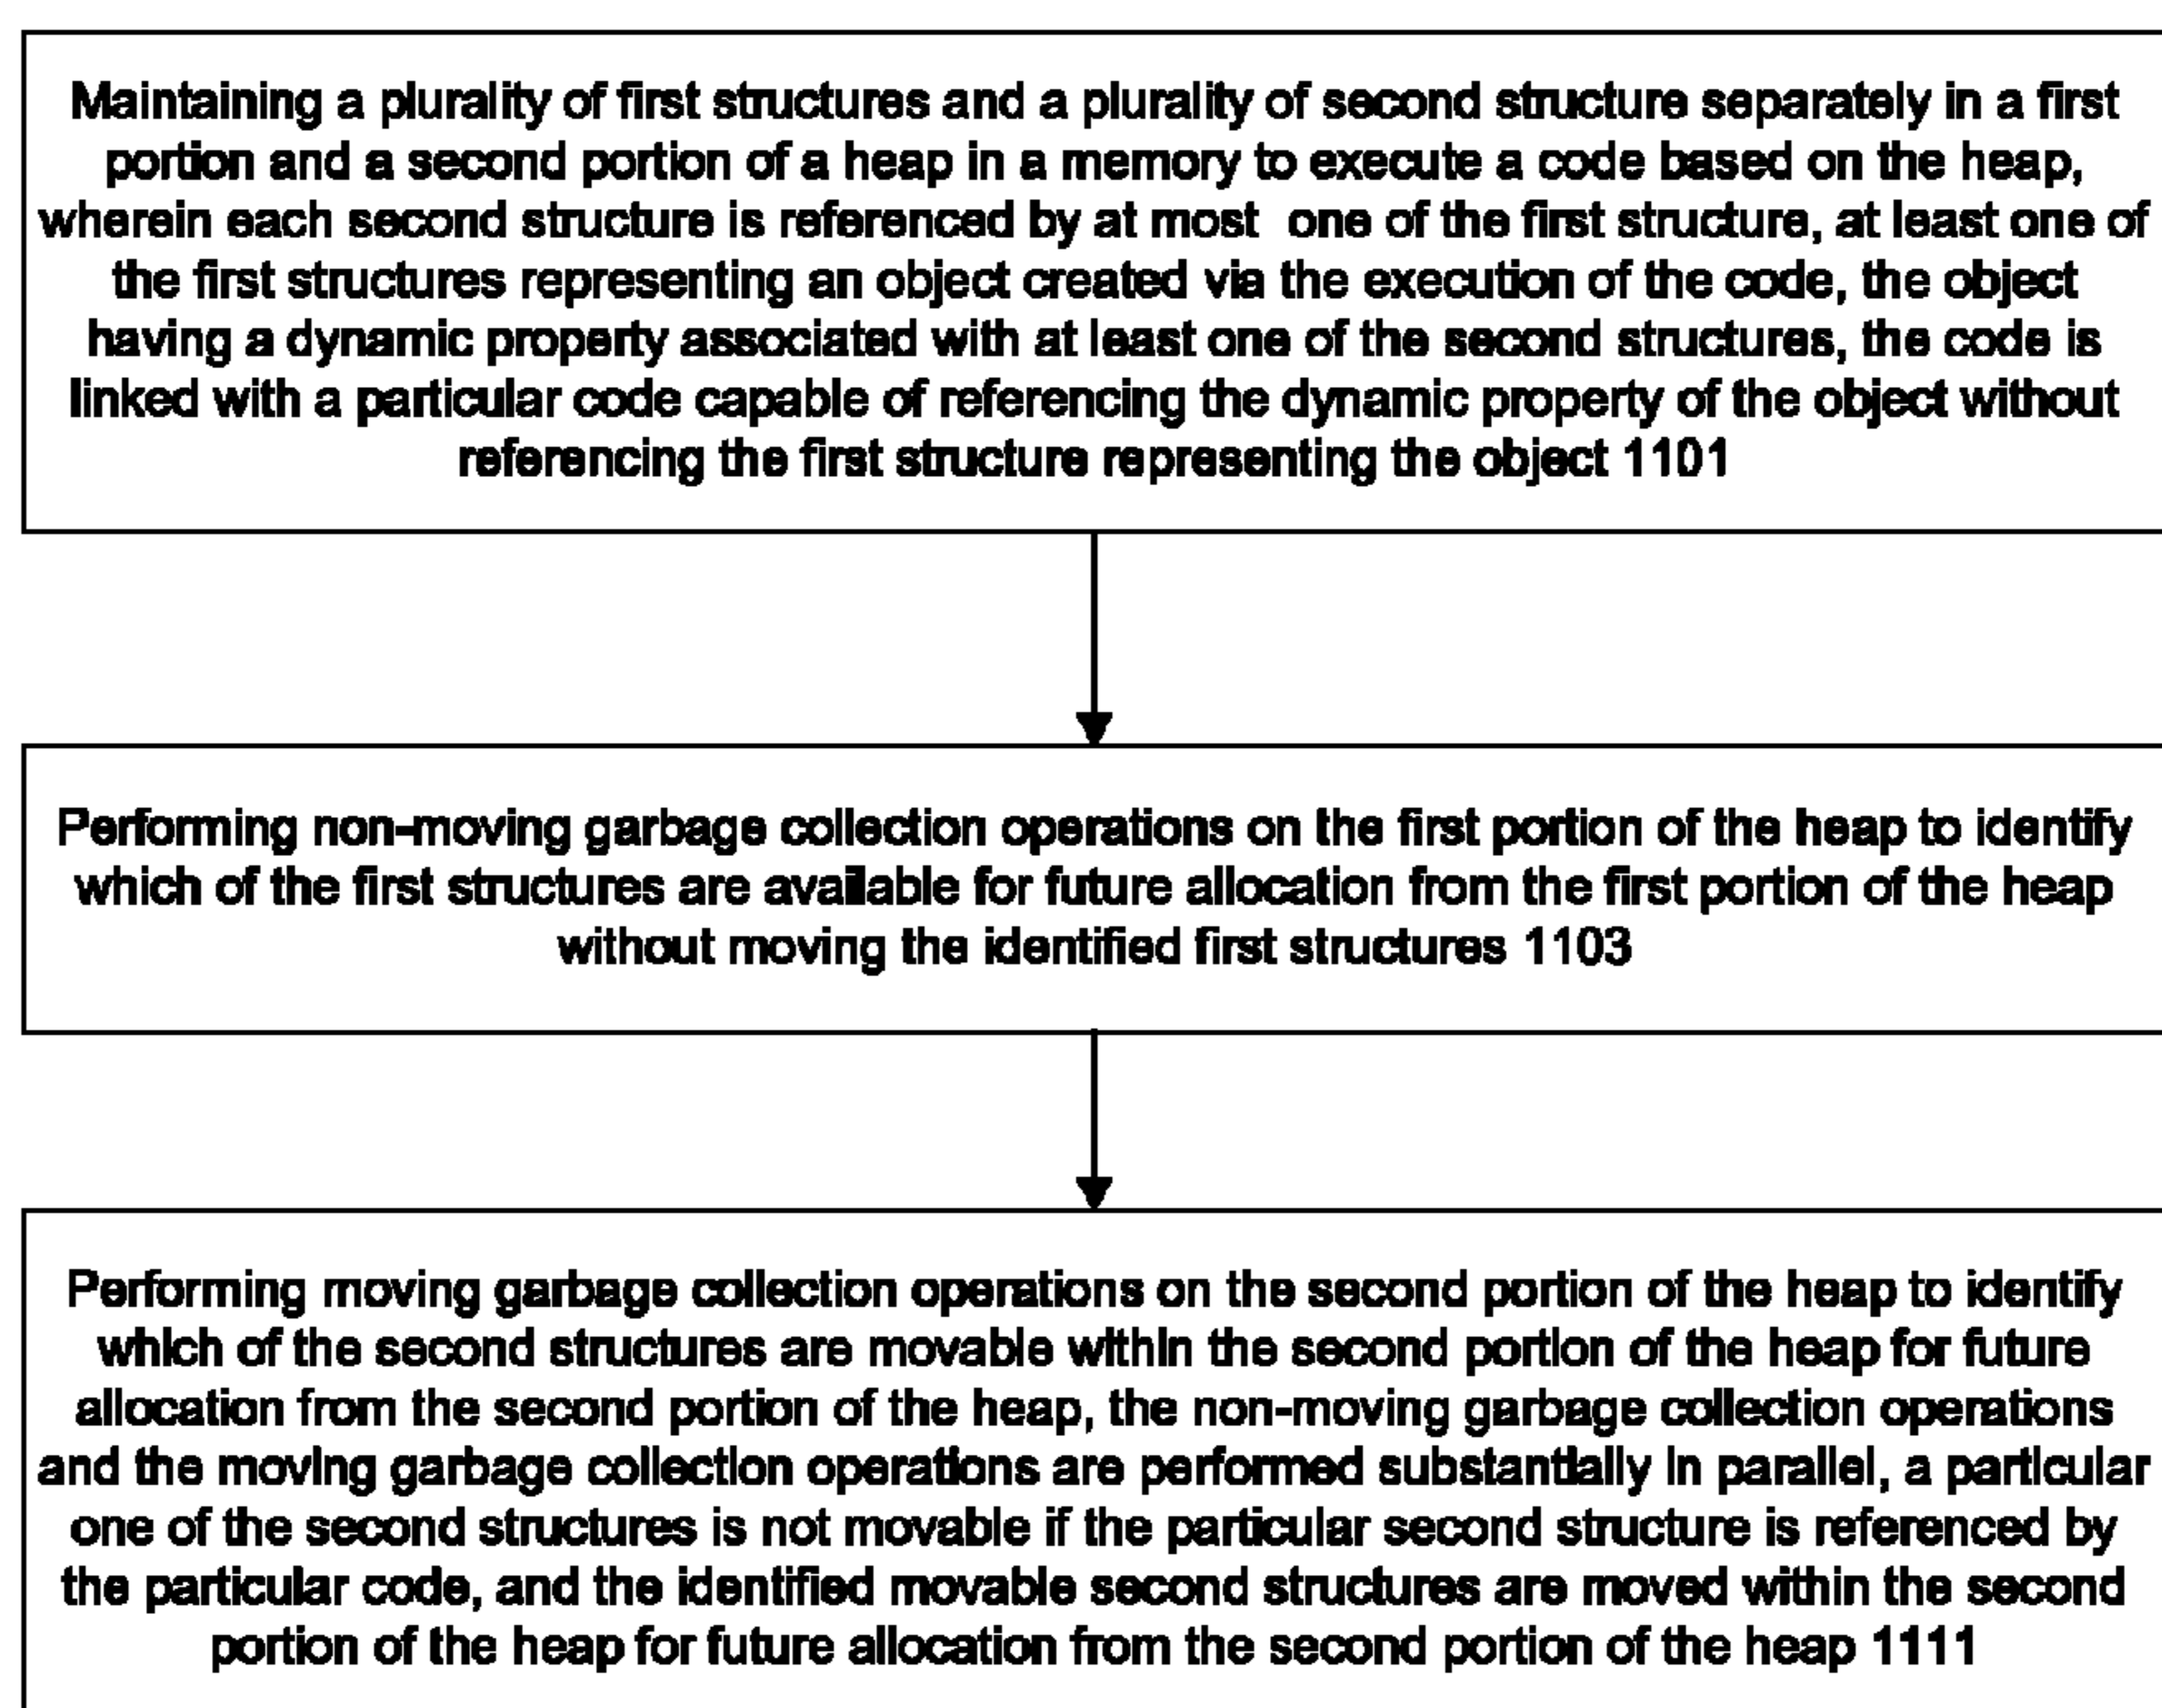 Maintaining a plurality of first structures and a plurality of second structure separately in a first
portion and a second portion of a heap in a memory to execute a code based on the heap,
wherein each second structure is referenced by at most one of the first structure, at least one of
the first structures representing an object created via the execution of the code, the object
having a dynamic property associated with at least one of the second structures, the code is
linked with a particular code capable of referencing the dynamic property of the object without
referencing the first structure representing the object 1101
Performing non-moving garbage collection operations on the first portion of the heap to identify
which of the first structures are available for future allocation from the first portion of the heap
without moving the identified first structures 1103
Performing moving garbage collection operations on the second portion of the heap to identify
which of the second structures are movable within the second portion of the heap for future
allocation from the second portion of the heap, the non-moving garbage collection operations
and the moving garbage collection operations are performed substantially in parallel, a particular
one of the second structures is not movable if the particular second structure is referenced by
the particular code, and the identified movable second structures are moved within the second
portion of the heap for future allocation from the second portion of the heap 1111